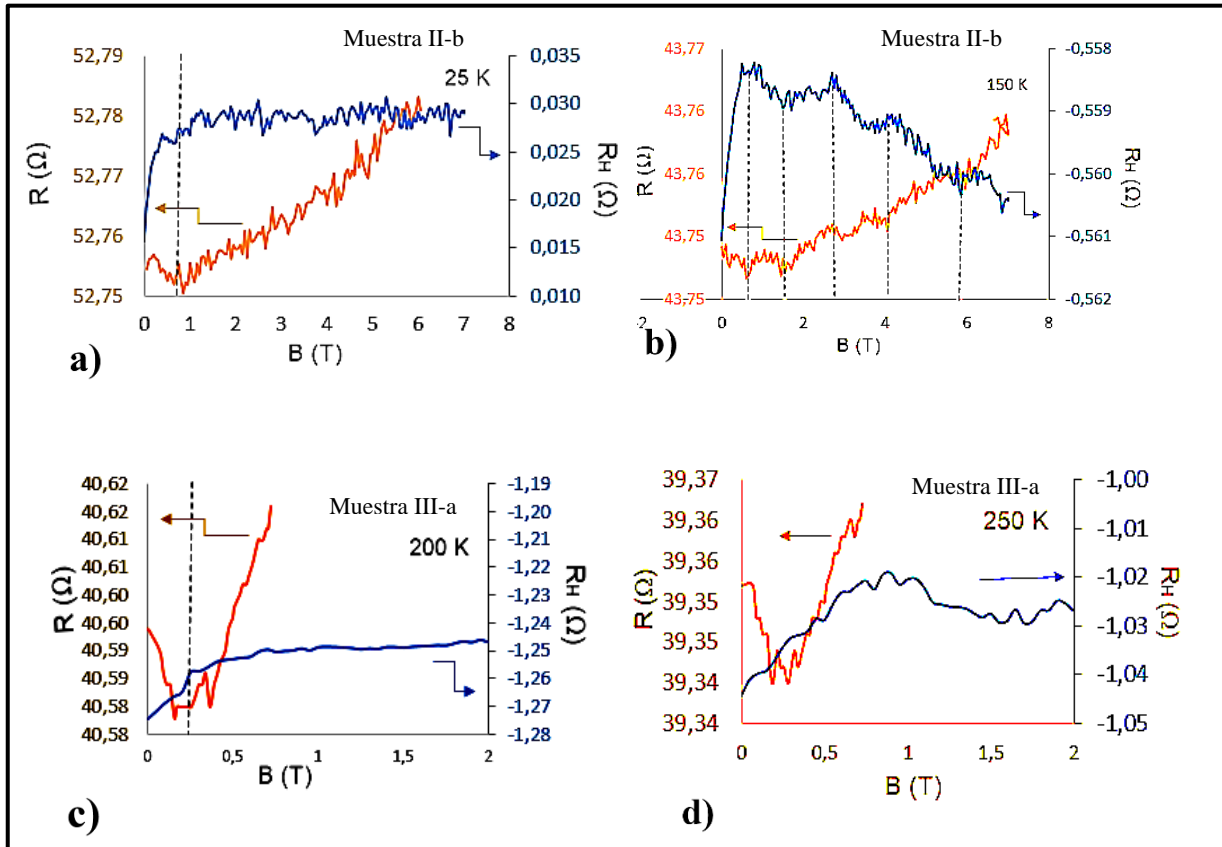 Muestra II-b
25 K
52,79
52,78
52,77
52,76
52,75
R (Ω)
0,035
0,030
0,025
0,020
0,015
0,010
RH (Ω)
0 1 2 3 4 5 6 7 8
B (T)
a)
Muestra II-b
150 K
43,77
43,76
43,76
43,75
43,75
R (Ω)
-0,558
-0,559
-0,560
-0,561
-0,562
RH (Ω)
-2 0 2 4 6 8
B (T)
b)
Muestra III-a
200 K
40,62
40,62
40,61
40,61
40,60
40,60
40,59
40,59
40,58
40,58
R (Ω)
-1,19
-1,20
-1,21
-1,22
-1,23
-1,24
-1,25
-1,26
-1,27
-1,28
RH (Ω)
0 0,5 1 1,5 2
B (T)
c)
Muestra III-a
250 K
39,37
39,36
39,36
39,35
39,35
39,34
39,34
R (Ω)
-1,00
-1,01
-1,02
-1,03
-1,04
-1,05
RH (Ω)
0 0,5 1 1,5 2
B (T)
d)